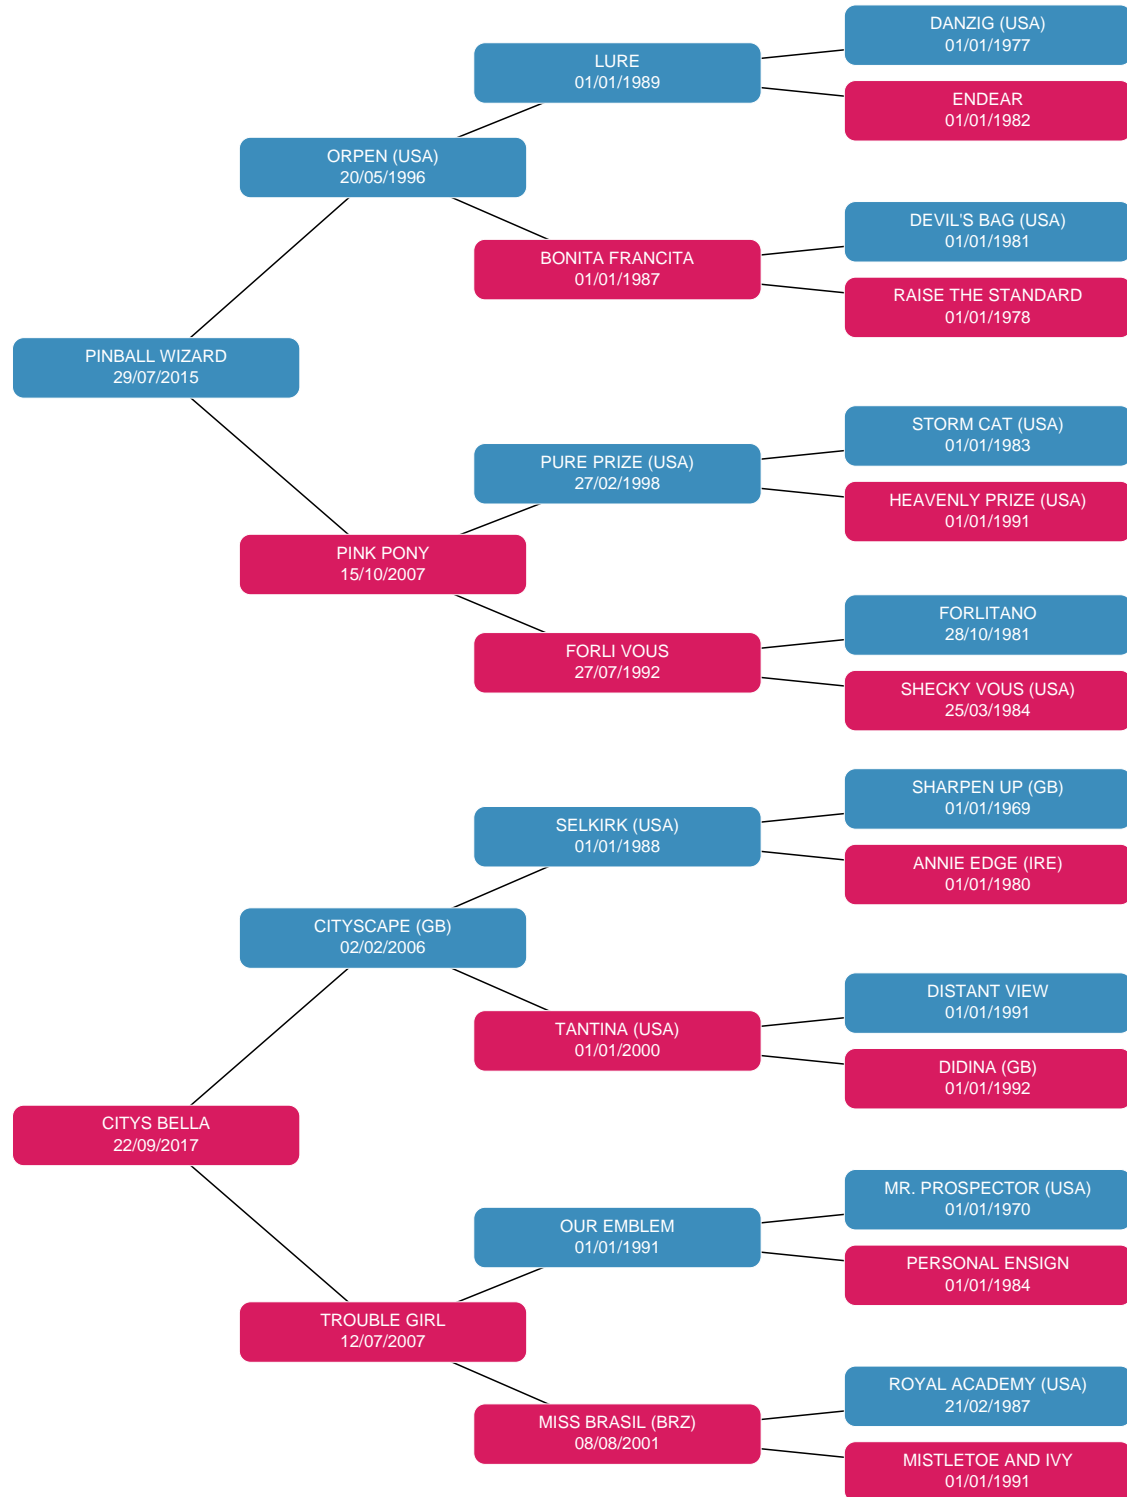 DANZIG (USA)
01/01/1977
LURE
01/01/1989
ENDEAR
01/01/1982
ORPEN (USA)
20/05/1996
DEVIL'S BAG (USA)
01/01/1981
BONITA FRANCITA
01/01/1987
RAISE THE STANDARD
01/01/1978
PINBALL WIZARD
29/07/2015
STORM CAT (USA)
01/01/1983
PURE PRIZE (USA)
27/02/1998
HEAVENLY PRIZE (USA)
01/01/1991
PINK PONY
15/10/2007
FORLITANO
28/10/1981
FORLI VOUS
27/07/1992
SHECKY VOUS (USA)
25/03/1984
SHARPEN UP (GB)
01/01/1969
SELKIRK (USA)
01/01/1988
ANNIE EDGE (IRE)
01/01/1980
CITYSCAPE (GB)
02/02/2006
DISTANT VIEW
01/01/1991
TANTINA (USA)
01/01/2000
DIDINA (GB)
01/01/1992
CITYS BELLA
22/09/2017
MR. PROSPECTOR (USA)
01/01/1970
OUR EMBLEM
01/01/1991
PERSONAL ENSIGN
01/01/1984
TROUBLE GIRL
12/07/2007
ROYAL ACADEMY (USA)
21/02/1987
MISS BRASIL (BRZ)
08/08/2001
MISTLETOE AND IVY
01/01/1991